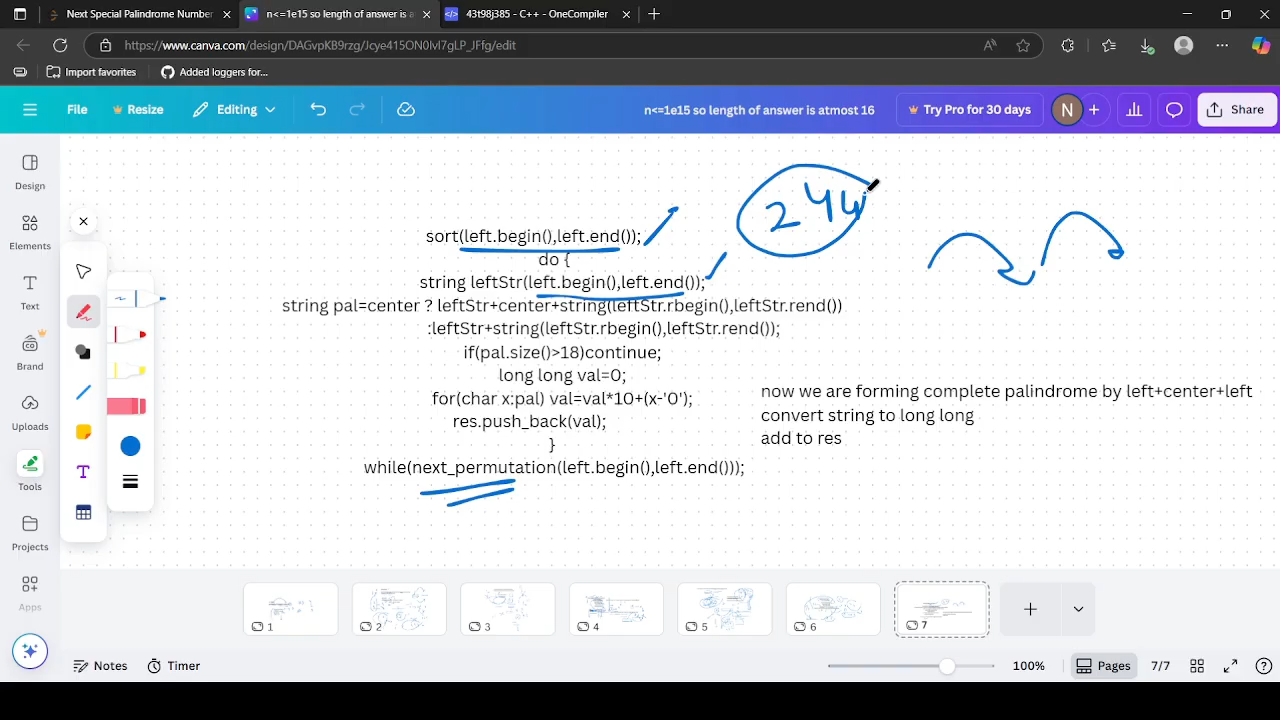 Next Special Palindrome Number
n<=1e15 so length of answer is a
43t98j385 - C++ - OneCompiler
https://www.canva.com/design/DAGvpKB9rzg/Jcye415ON0lvl7gLP_JFfg/edit
Import favorites
Added loggers for...
File
Resize
Editing
n<=1e15 so length of answer is atmost 16
Try Pro for 30 days
N
Share
Design
Elements
Text
Brand
Uploads
Tools
Projects
Apps
244
sort(left.begin(),left.end());
do {
string leftStr(left.begin(),left.end());
string pal=center ? leftStr+center+string(leftStr.rbegin(),leftStr.rend())
:leftStr+string(leftStr.rbegin(),leftStr.rend());
if(pal.size()>18)continue;
long long val=0;
for(char x:pal) val=val*10+(x-'0');
res.push_back(val);
}
while(next_permutation(left.begin(),left.end()));
now we are forming complete palindrome by left+center+left
convert string to long long
add to res
1
2
3
4
5
6
7
Notes
Timer
100%
Pages
7/7